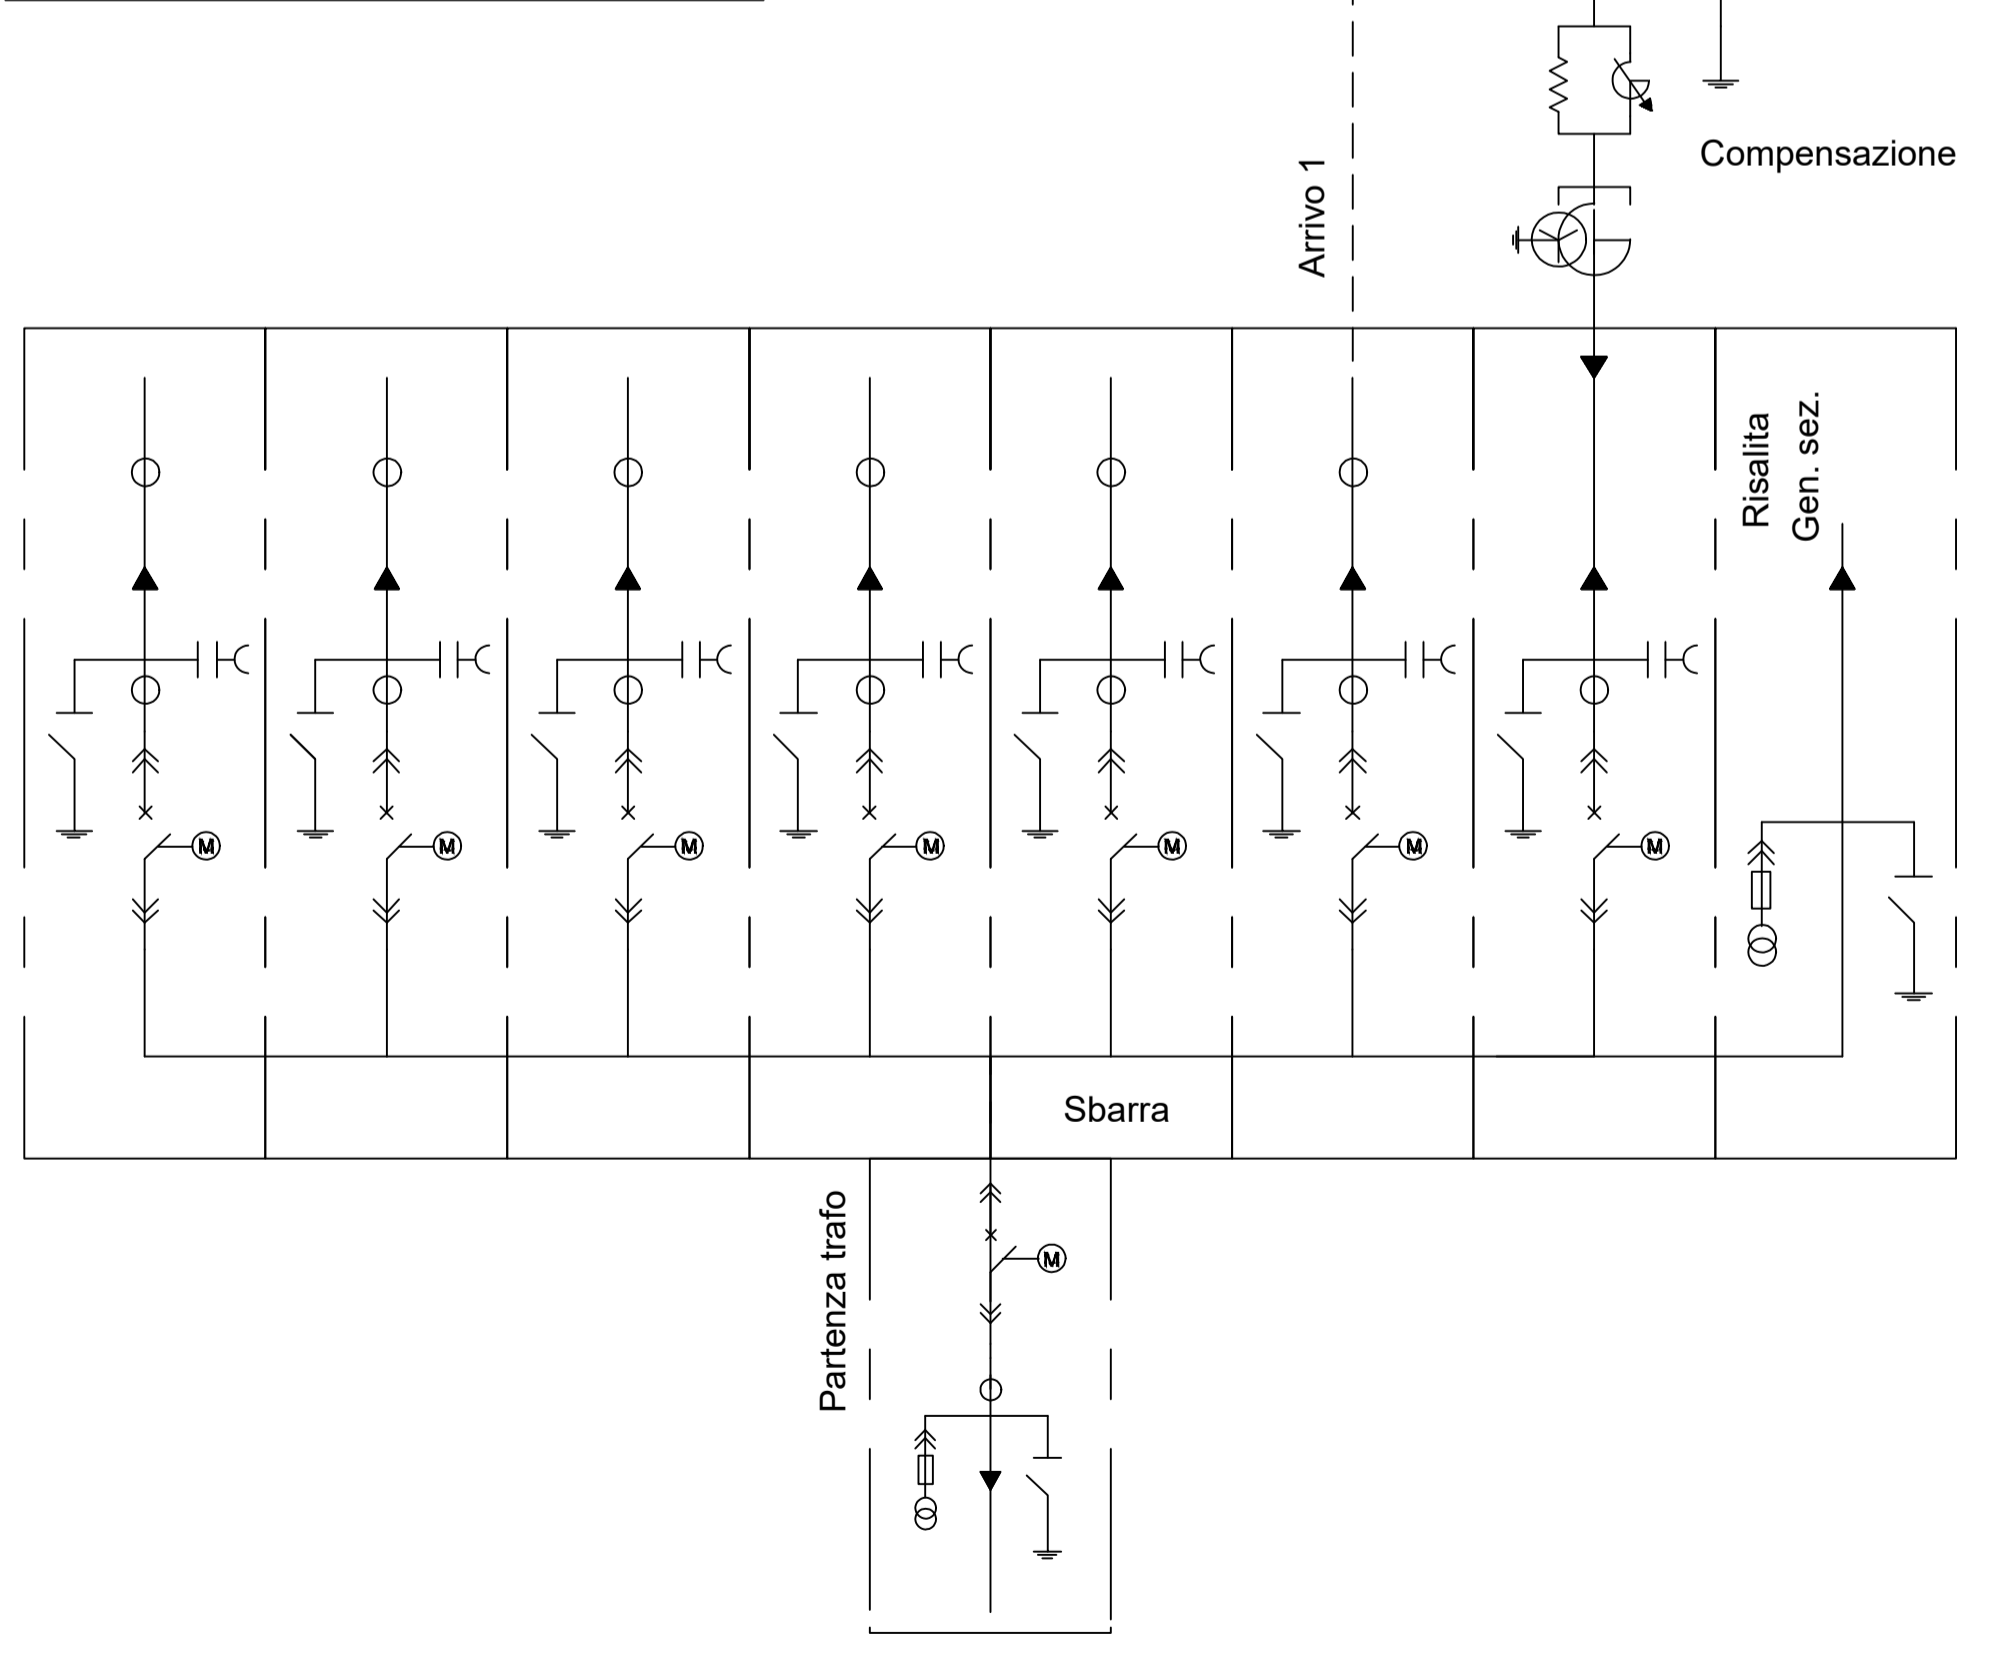 Compensazione
Arrivo 1
Risalita
Gen. sez.
M M M M M M M
Sbarra
Partenza trafo
M